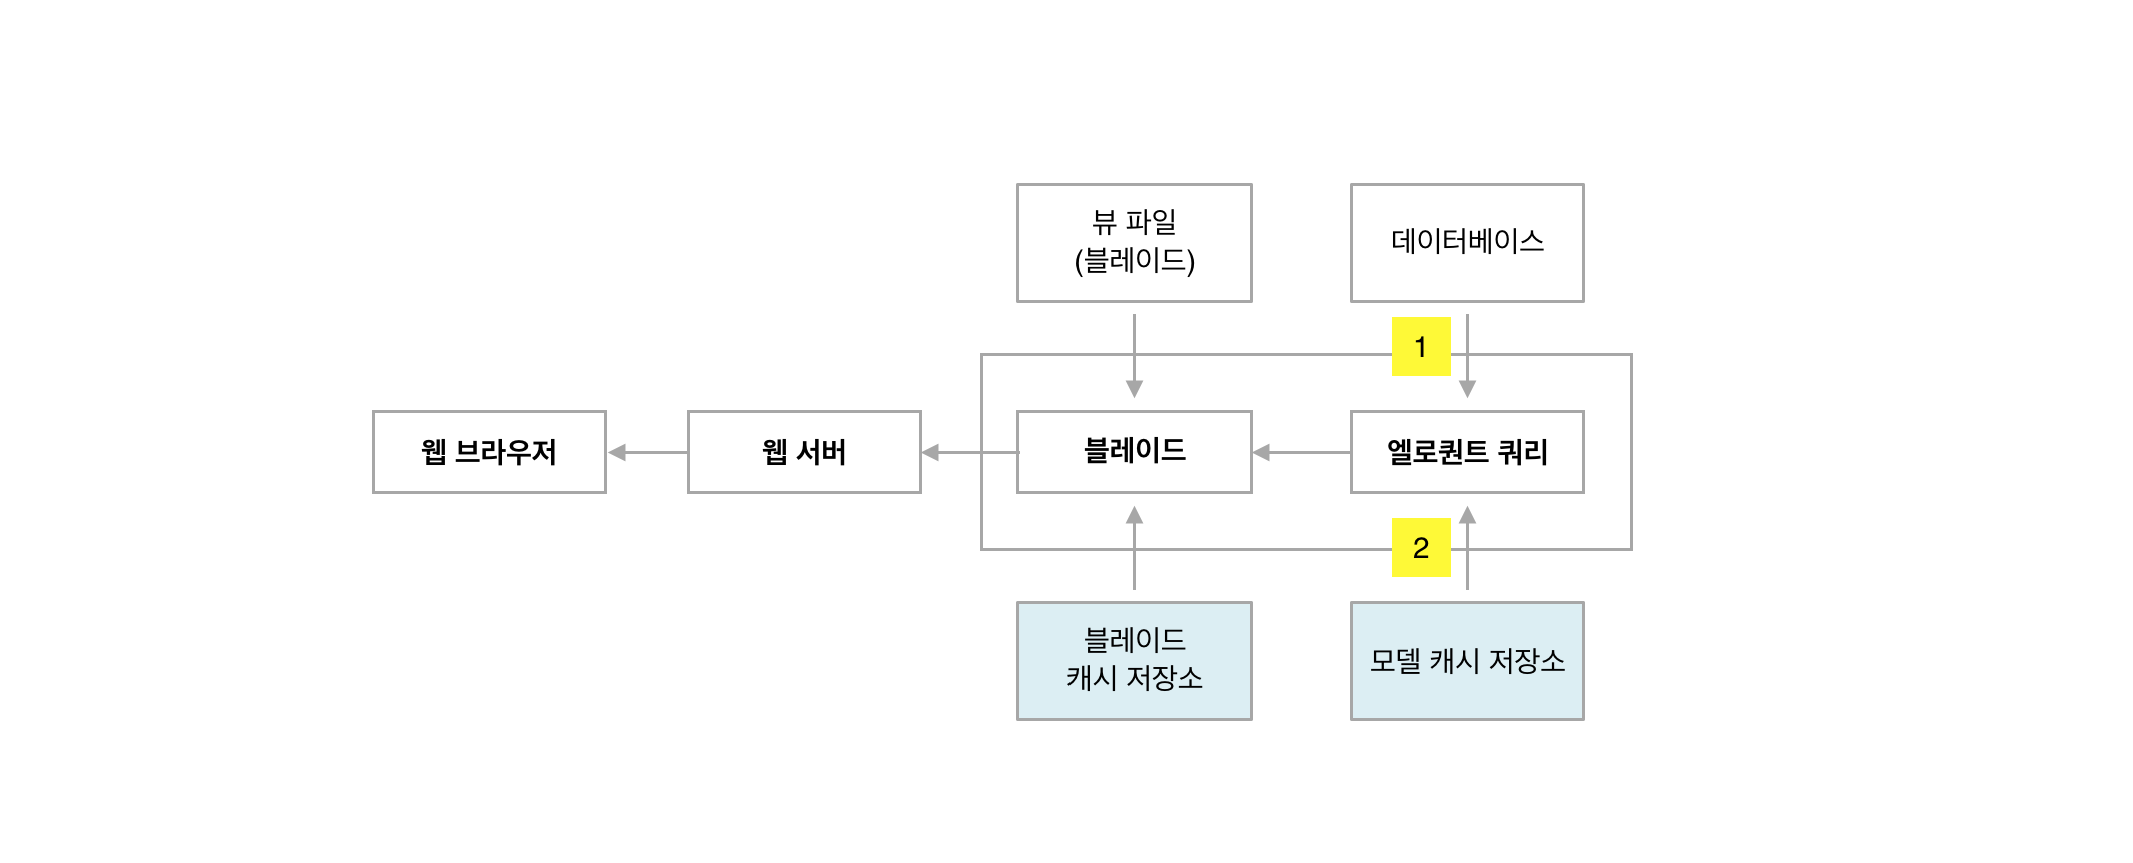 뷰 파일
(블레이드)
데이터베이스
1
웹 브라우저
웹 서버
블레이드
엘로퀀트 쿼리
2
블레이드
캐시 저장소
모델 캐시 저장소